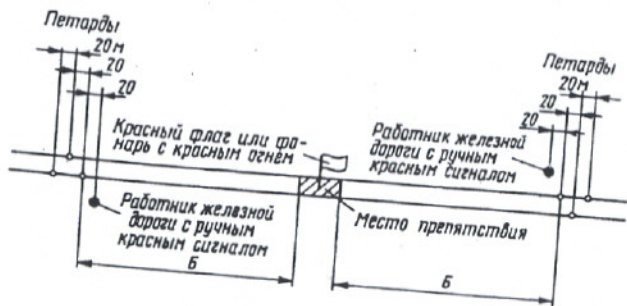 Петарды
20м
20
20
Петарды
20м
20
20
Красный флаг или фо-
нарь с красным огнём
Работник железной
дороги с ручным
красным сигналом
Работник железной
дороги с ручным
красным сигналом
Место препятствия
Б
Б